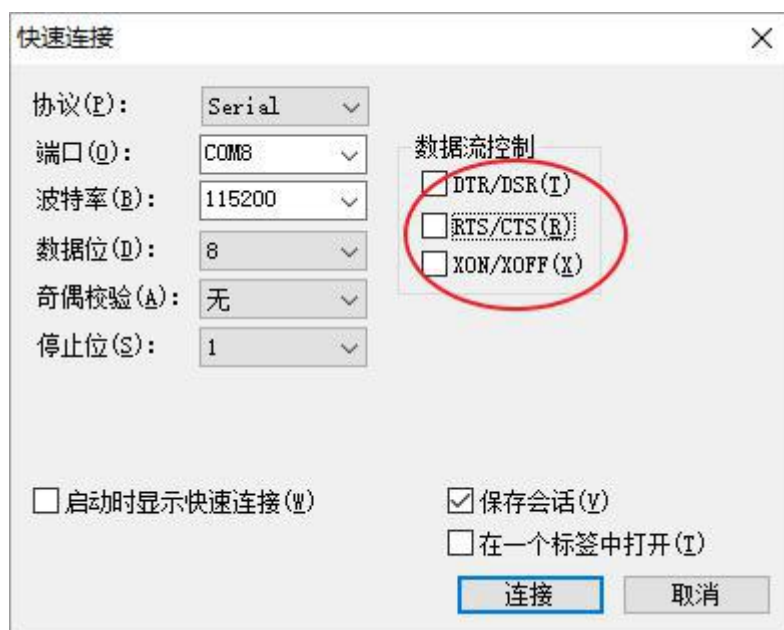 快速连接
协议(P): Serial
端口(O): COM8
波特率(B): 115200
数据位(D): 8
奇偶校验(A): 无
停止位(S): 1
数据流控制
DTR/DSR(T)
RTS/CTS(R)
XON/XOFF(X)
启动时显示快速连接(W)
保存会话(V)
在一个标签中打开(T)
连接
取消